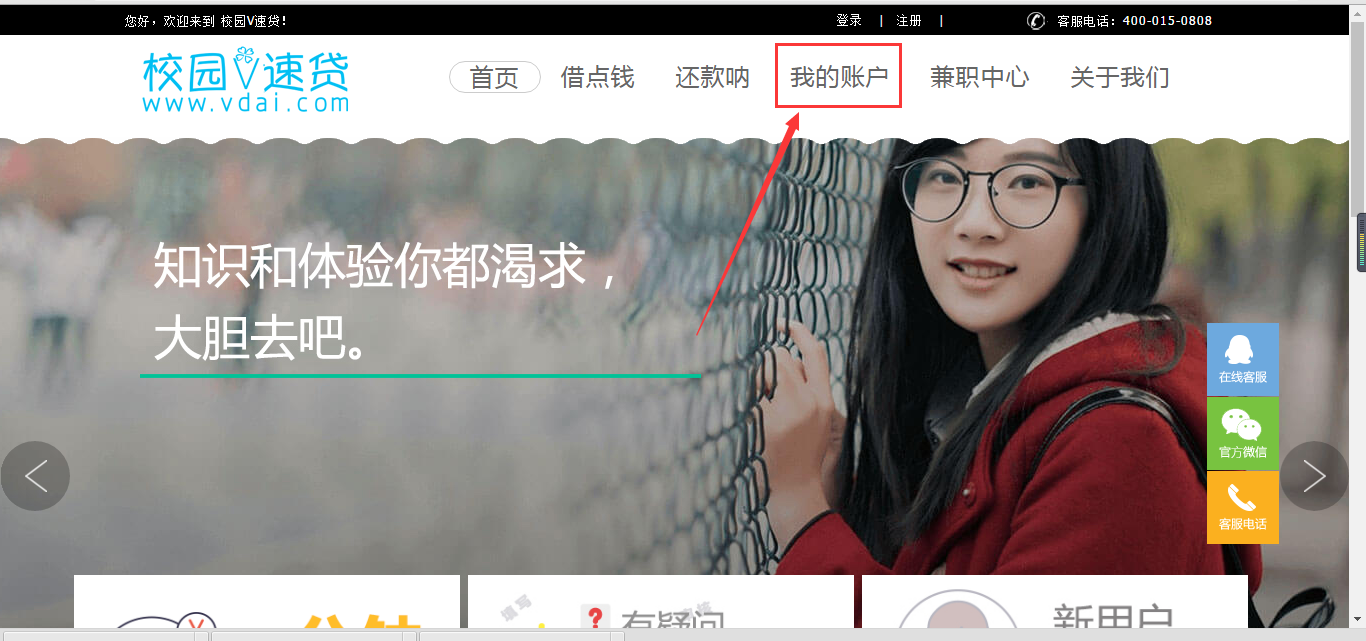 您好，欢迎来到 校园V速贷！
登录 | 注册 |
客服电话：400-015-0808
校园V速贷
www.vdai.com
首页 借点钱 还款呐 我的账户 兼职中心 关于我们
知识和体验你都渴求，
大胆去吧。
在线客服
官方微信
客服电话
填写
?
有疑问
新用户